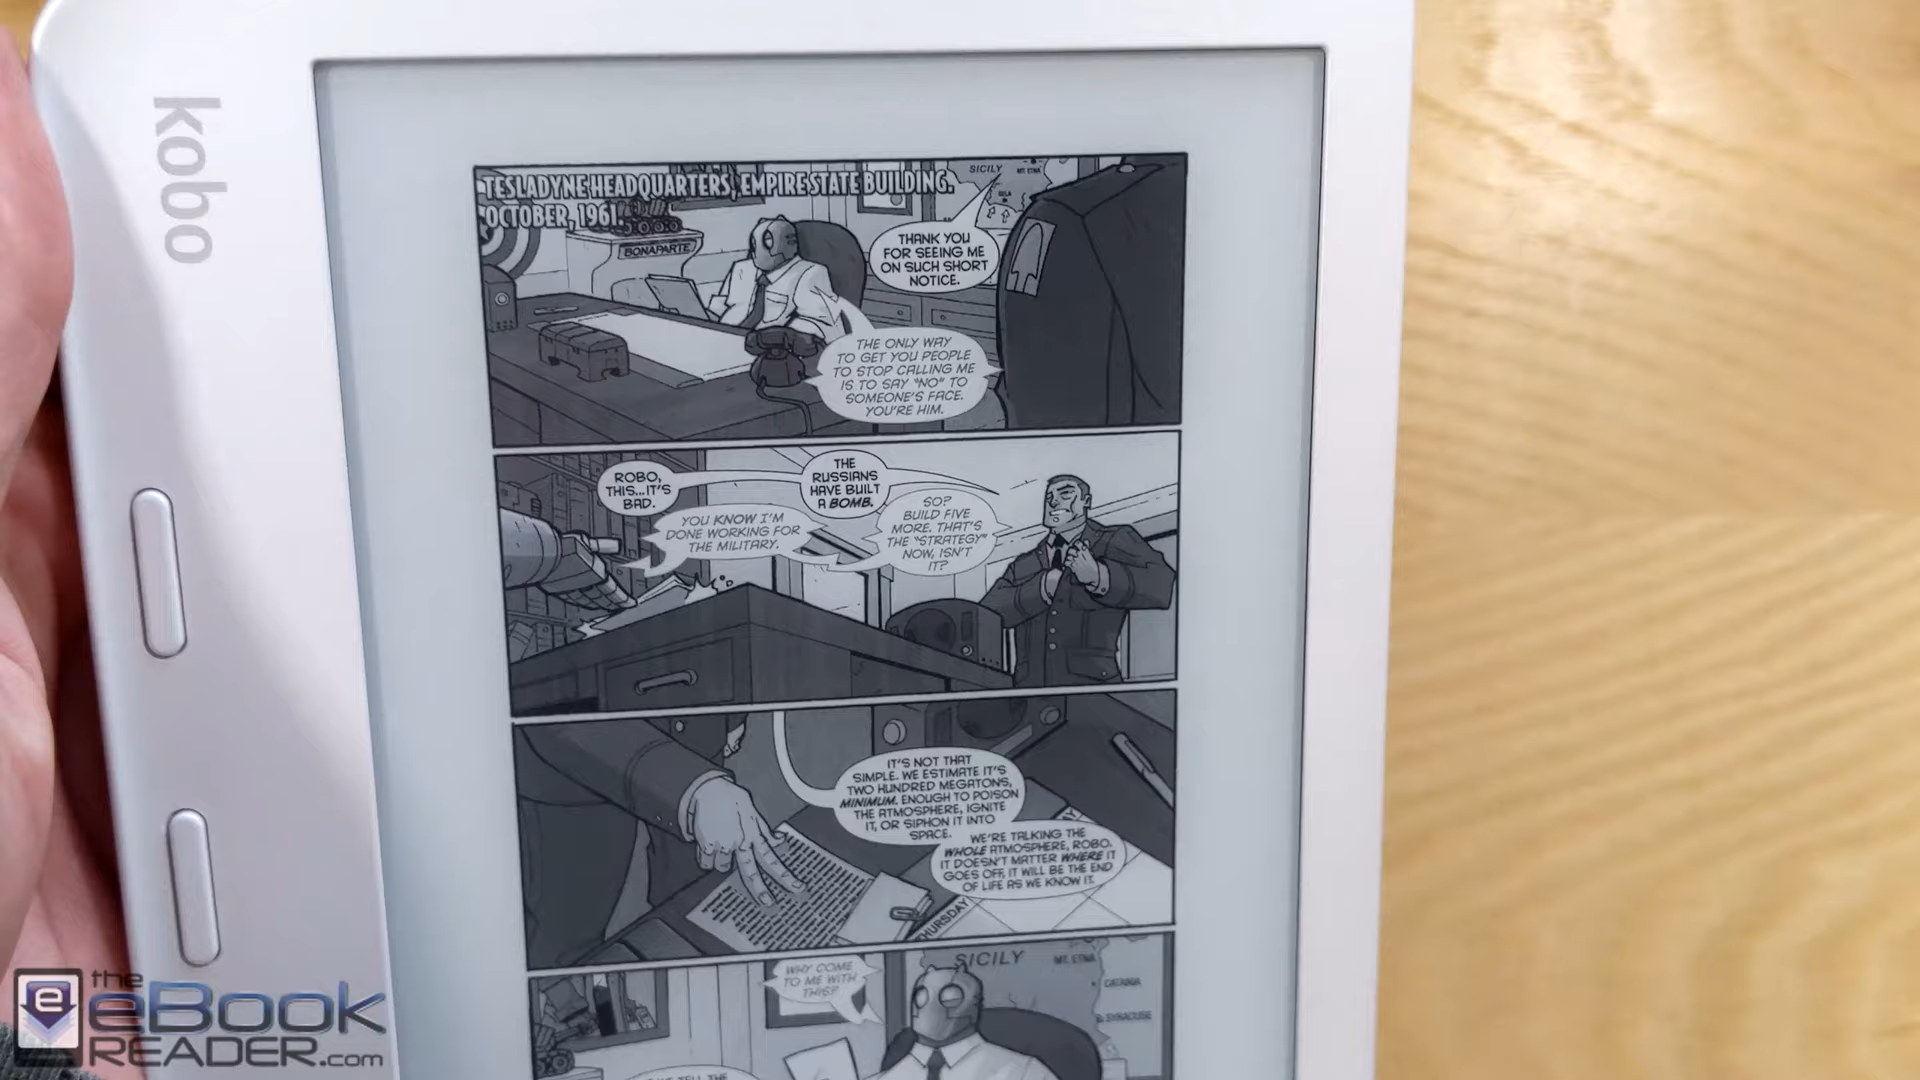 kobo
TESLADYNE HEADQUARTERS, EMPIRE STATE BUILDING.
OCTOBER, 1961.
SICILY
MT. ETNA
GELA
BONAPARTE
THANK YOU
FOR SEEING ME
ON SUCH SHORT
NOTICE.
THE ONLY WAY
TO GET YOU PEOPLE
TO STOP CALLING ME
IS TO SAY "NO" TO
SOMEONE'S FACE.
YOU'RE HIM.
ROBO,
THIS...IT'S
BAD.
THE
RUSSIANS
HAVE BUILT
A BOMB.
YOU KNOW I'M
DONE WORKING FOR
THE MILITARY.
SO?
BUILD FIVE
MORE. THAT'S
THE "STRATEGY"
NOW, ISN'T
IT?
IT'S NOT THAT
SIMPLE. WE ESTIMATE IT'S
TWO HUNDRED MEGATONS,
MINIMUM. ENOUGH TO POISON
THE ATMOSPHERE, IGNITE
IT, OR SIPHON IT INTO
SPACE.
WE'RE TALKING THE
WHOLE ATMOSPHERE, ROBO.
IT DOESN'T MATTER WHERE IT
GOES OFF, IT WILL BE THE END
OF LIFE AS WE KNOW IT.
THURSDAY
WHY COME
TO ME WITH
THIS?
SICILY
MT. ETNA
CATANIA
SYRACUSE
TELL THE
the
eBook
READER.com